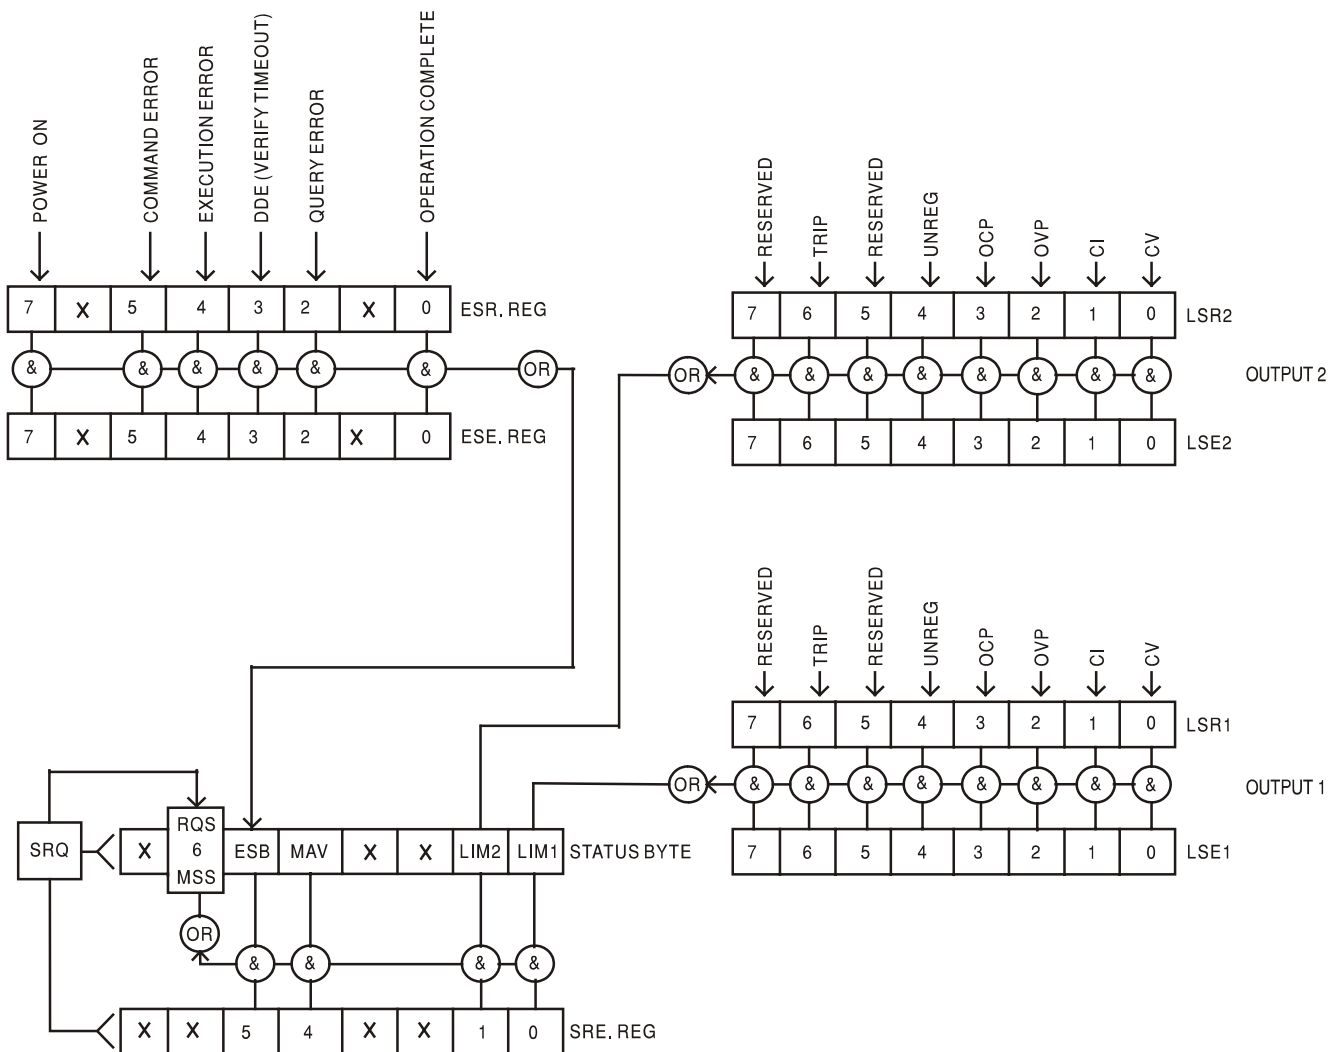 POWER ON
COMMAND ERROR
EXECUTION ERROR
DDE (VERIFY TIMEOUT)
QUERY ERROR
OPERATION COMPLETE
7 X 5 4 3 2 X 0 ESR. REG
& & & & & & OR
7 X 5 4 3 2 X 0 ESE. REG
RESERVED
TRIP
RESERVED
UNREG
OCP
OVP
CI
CV
7 6 5 4 3 2 1 0 LSR2
OR & & & & & & & & OUTPUT 2
7 6 5 4 3 2 1 0 LSE2
RESERVED
TRIP
RESERVED
UNREG
OCP
OVP
CI
CV
7 6 5 4 3 2 1 0 LSR1
OR & & & & & & & & OUTPUT 1
7 6 5 4 3 2 1 0 LSE1
RQS
6
MSS
SRQ X ESB MAV X X LIM2 LIM1 STATUS BYTE
OR
& & & &
X X 5 4 X X 1 0 SRE. REG